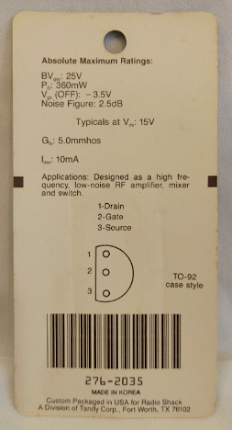 Absolute Maximum Ratings:
BVgss: 25V
PD: 360mW
Vgs (OFF): – 3.5V
Noise Figure: 2.5dB
Typicals at Vds: 15V
Gfs: 5.0mmhos
Idss: 10mA
Applications: Designed as a high fre-
quency, low-noise RF amplifier, mixer
and switch.
1-Drain
2-Gate
3-Source
1
2
3
TO-92
case style
276-2035
MADE IN KOREA
Custom Packaged in USA for Radio Shack
A Division of Tandy Corp., Fort Worth, TX 76102